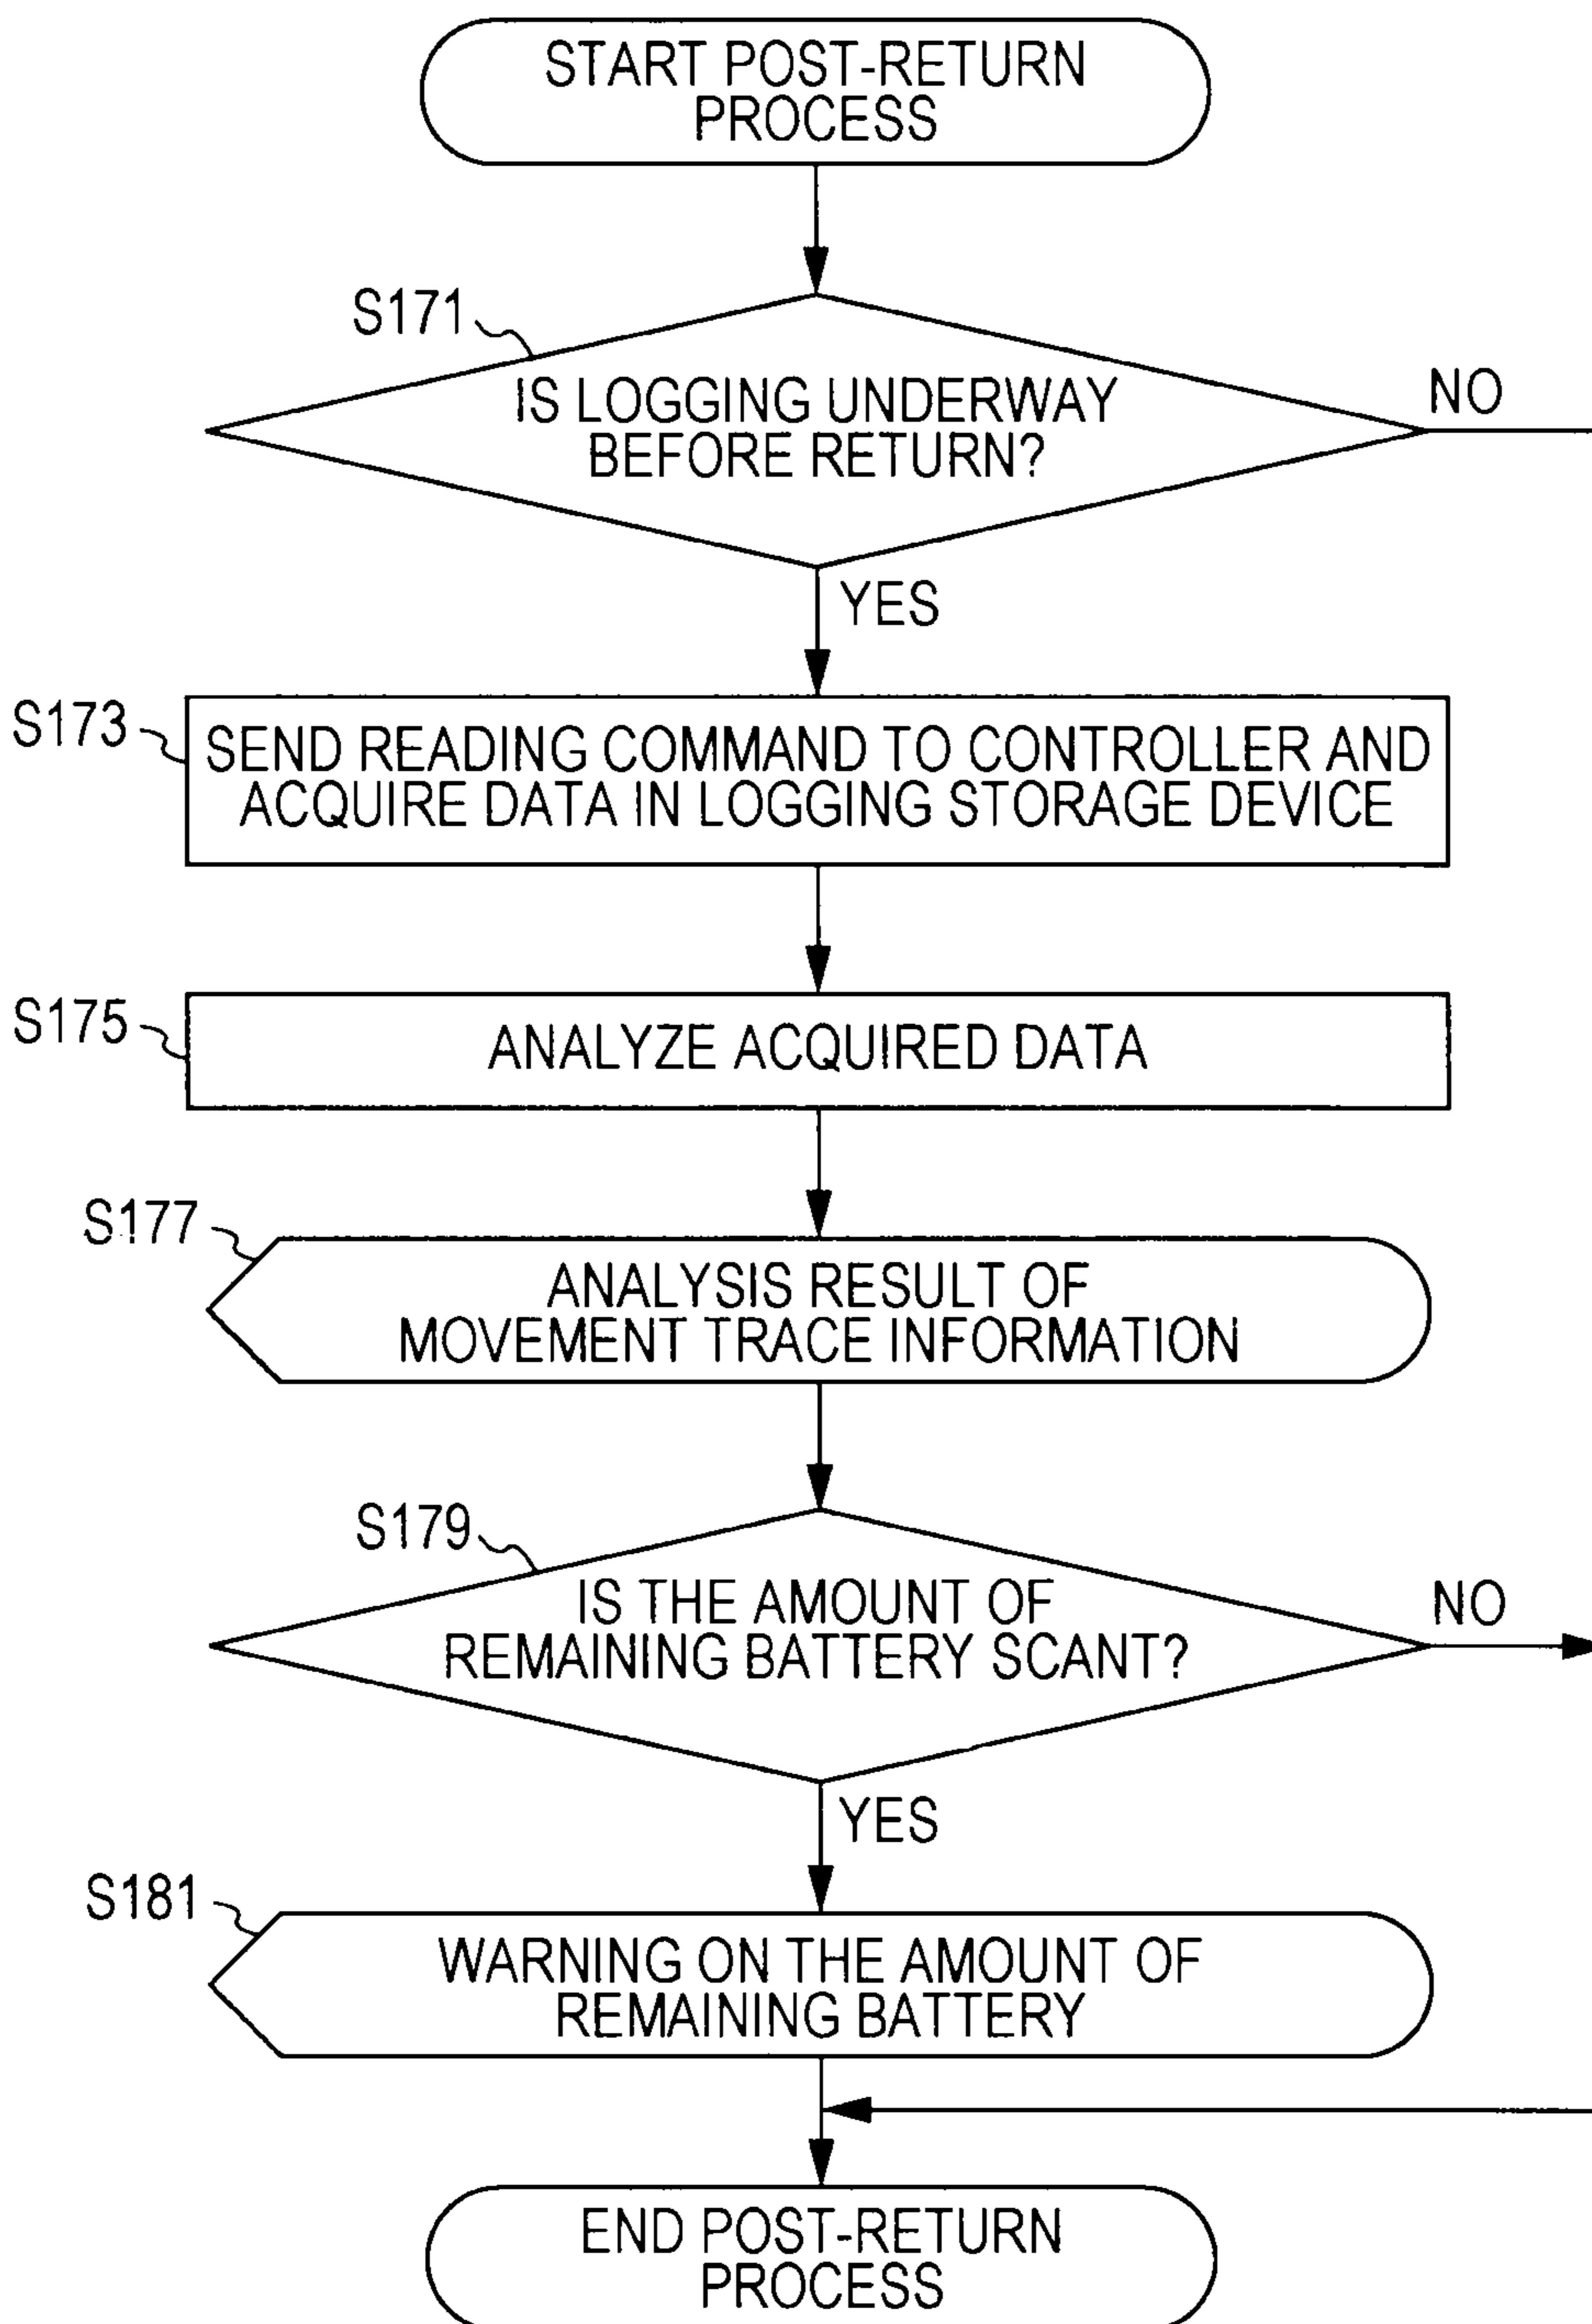 START POST-RETURN
PROCESS
S171
IS LOGGING UNDERWAY
BEFORE RETURN?
NO
YES
S173
SEND READING COMMAND TO CONTROLLER AND
ACQUIRE DATA IN LOGGING STORAGE DEVICE
S175
ANALYZE ACQUIRED DATA
S177
ANALYSIS RESULT OF
MOVEMENT TRACE INFORMATION
S179
IS THE AMOUNT OF
REMAINING BATTERY SCANT?
NO
YES
S181
WARNING ON THE AMOUNT OF
REMAINING BATTERY
END POST-RETURN
PROCESS